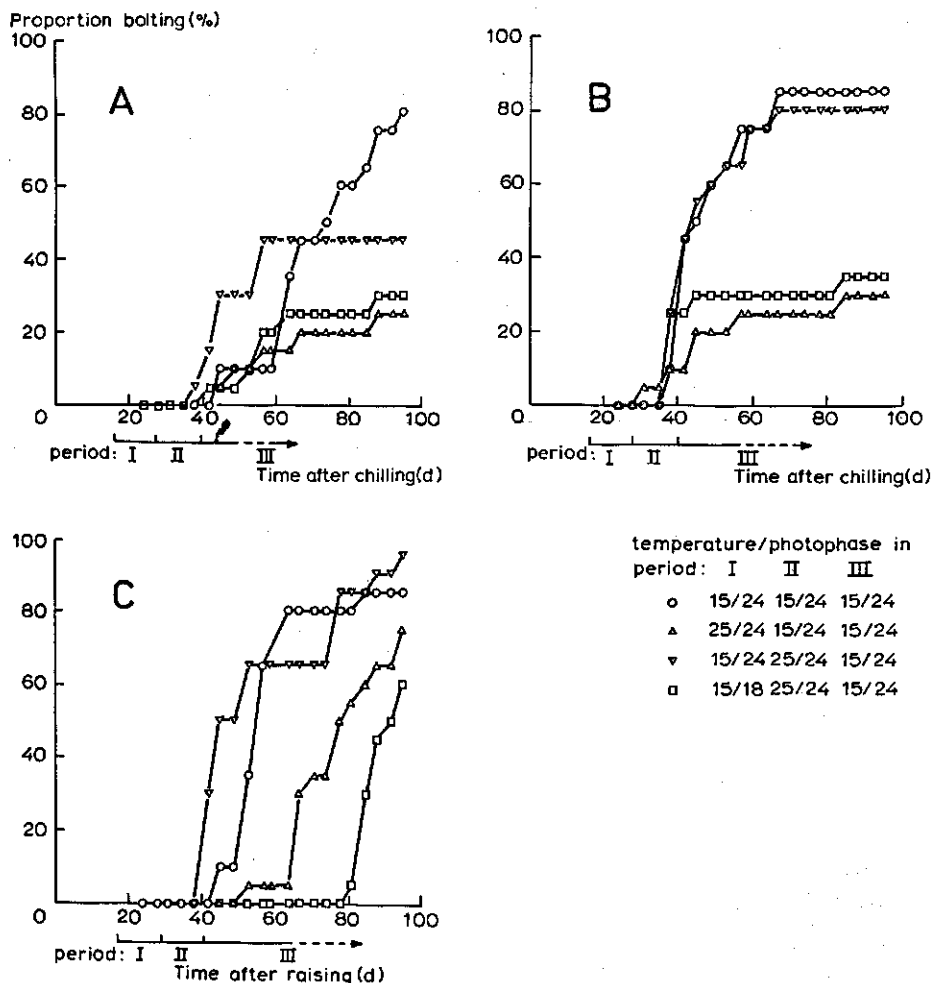 Proportion bolting (%)
100
80
60
40
20
0
A
20 40 60 80 100
period: I II III
Time after chilling (d)
100
80
60
40
20
0
B
20 40 60 80 100
period: I II III
Time after chilling (d)
100
80
60
40
20
0
C
20 40 60 80 100
period: I II III
Time after raising (d)
temperature/photophase in
period: I II III
15/24 15/24 15/24
25/24 15/24 15/24
15/24 25/24 15/24
15/18 25/24 15/24